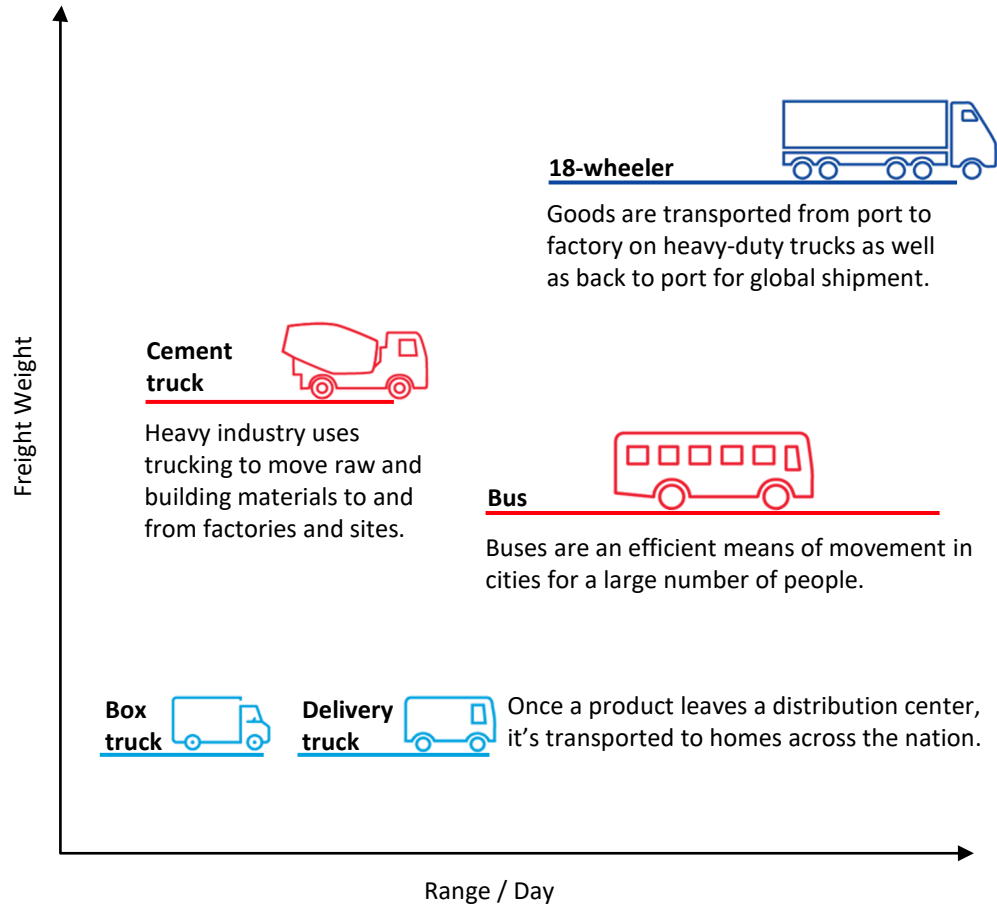 18-wheeler
Goods are transported from port to
factory on heavy-duty trucks as well
as back to port for global shipment.
Cement
truck
Heavy industry uses
trucking to move raw and
building materials to and
from factories and sites.
Bus
Buses are an efficient means of movement in
cities for a large number of people.
Box
truck
Delivery
truck
Once a product leaves a distribution center,
it’s transported to homes across the nation.
Freight Weight
Range / Day